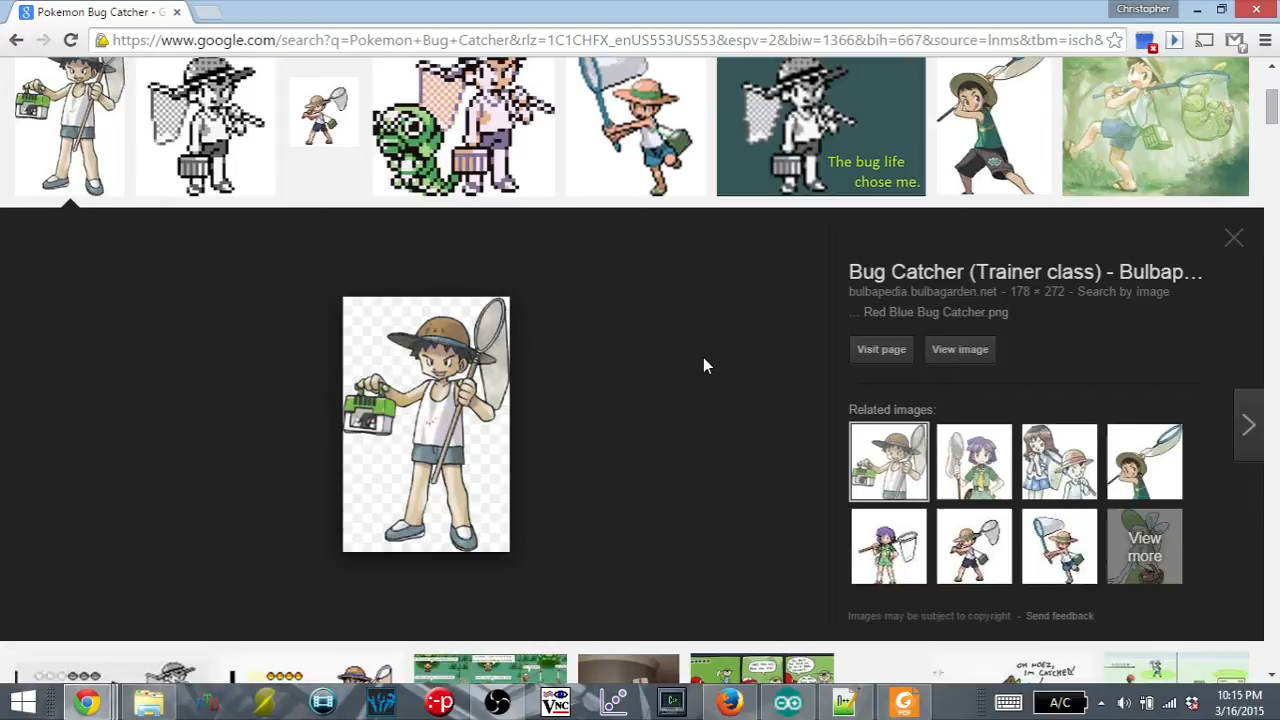 Pokemon Bug Catcher - G
Christopher
https://www.google.com/search?q=Pokemon+Bug+Catcher&rlz=1C1CHFX_enUS553US553&espv=2&biw=1366&bih=667&source=lnms&tbm=isch&
The bug life
chose me.
Bug Catcher (Trainer class) - Bulbap...
bulbapedia.bulbagarden.net - 178 × 272 - Search by image
... Red Blue Bug Catcher.png
Visit page
View image
Related images:
View
more
Images may be subject to copyright. - Send feedback
OH NOEZ,
I'M CATCHED!
A/C
10:15 PM
3/16/2015